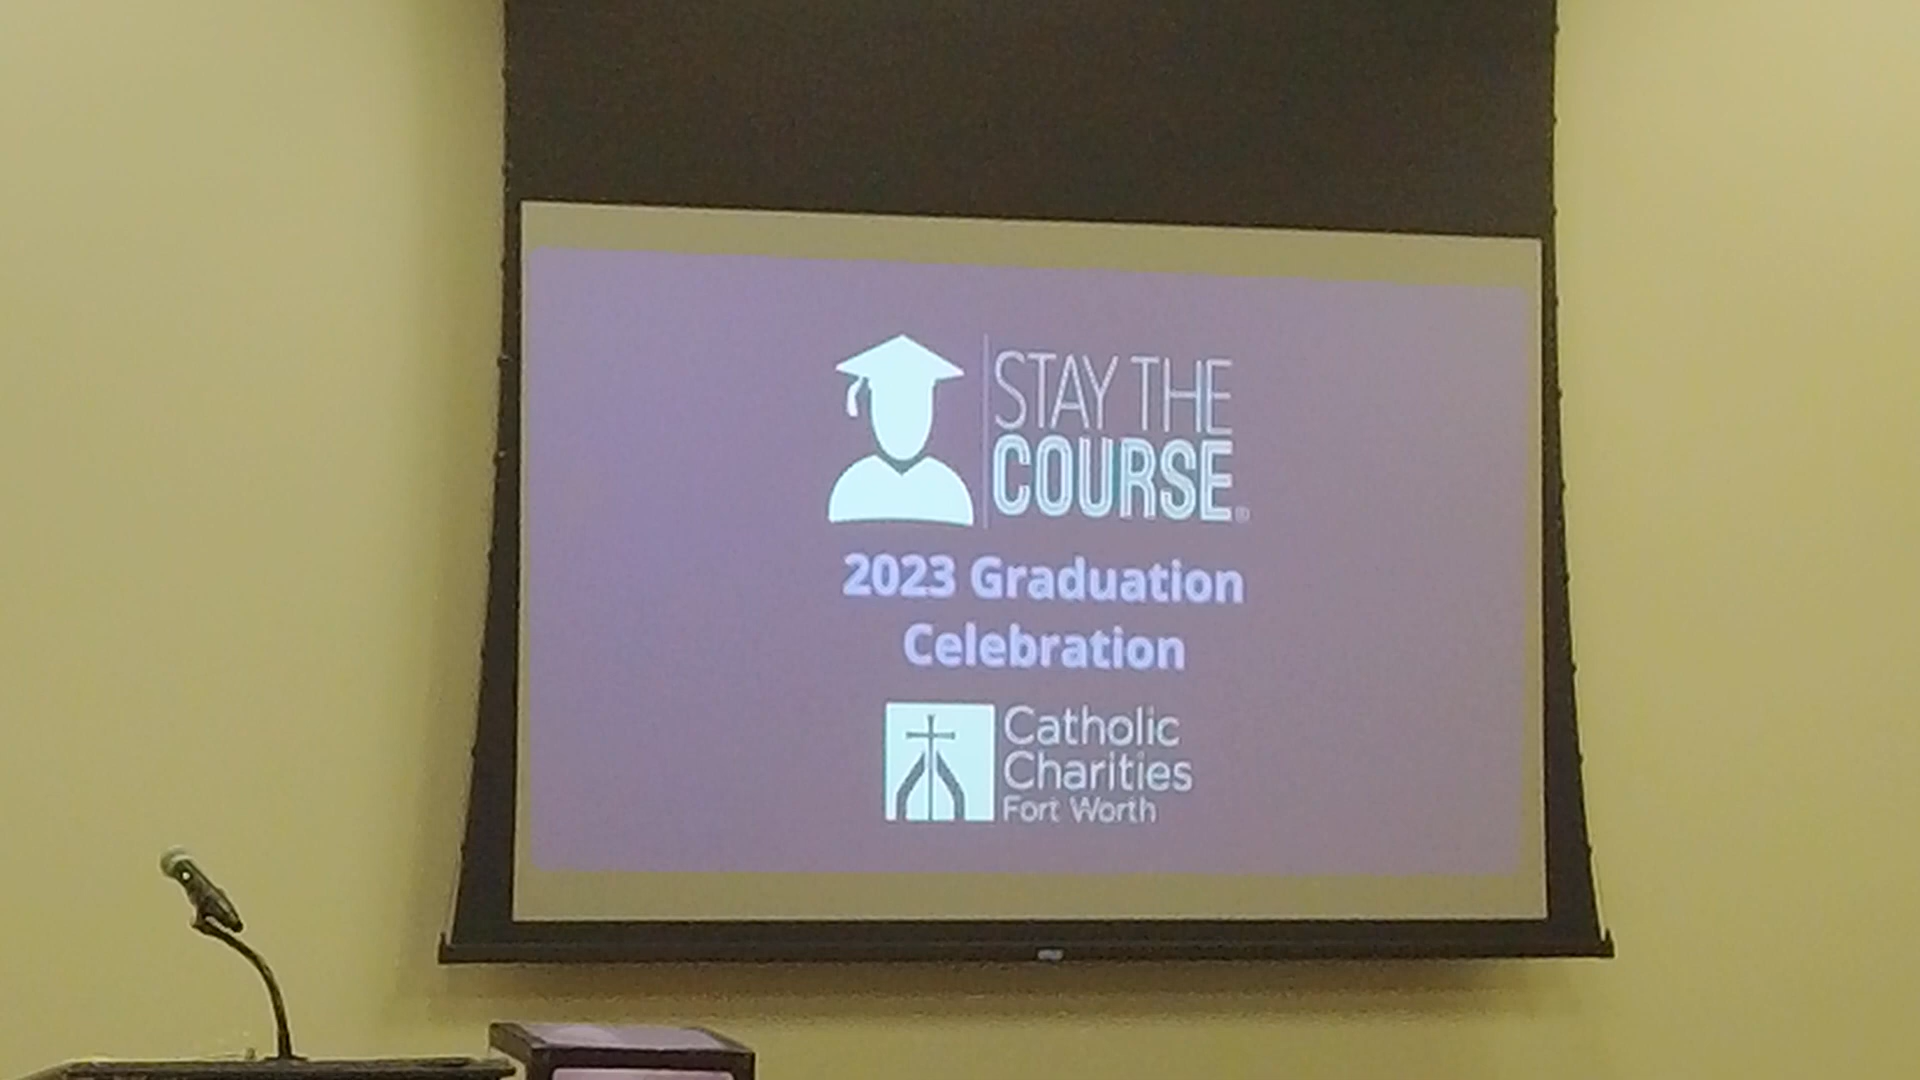 STAY THE
COURSE®
2023 Graduation
Celebration
Catholic
Charities
Fort Worth